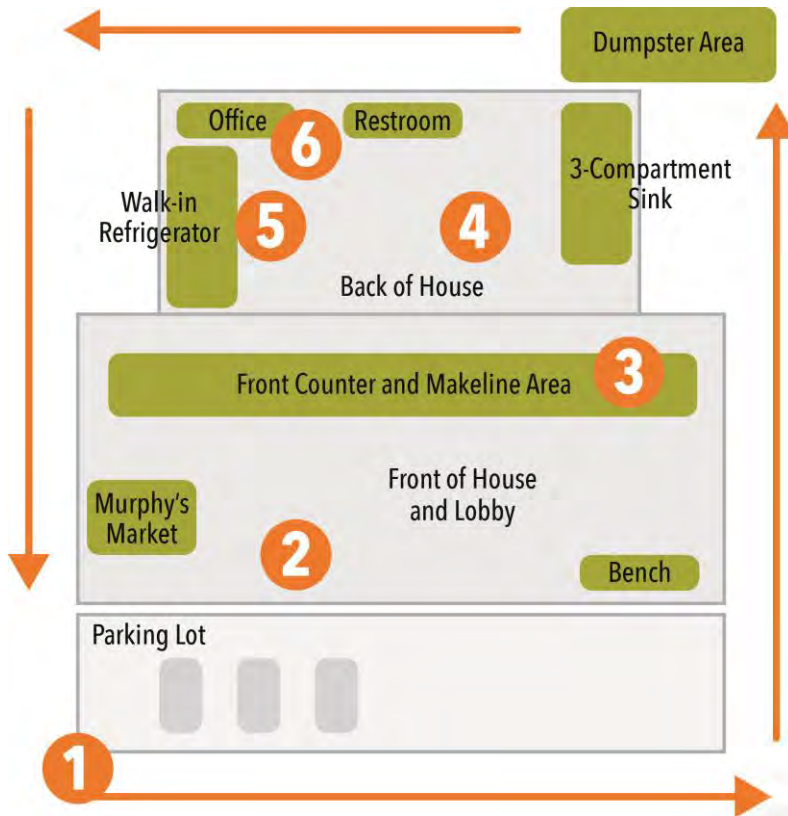 Dumpster Area
Office
6
Restroom
3-Compartment
Sink
Walk-in
Refrigerator
5
4
Back of House
Front Counter and Makeline Area
3
Murphy's
Market
Front of House
and Lobby
2
Bench
Parking Lot
1